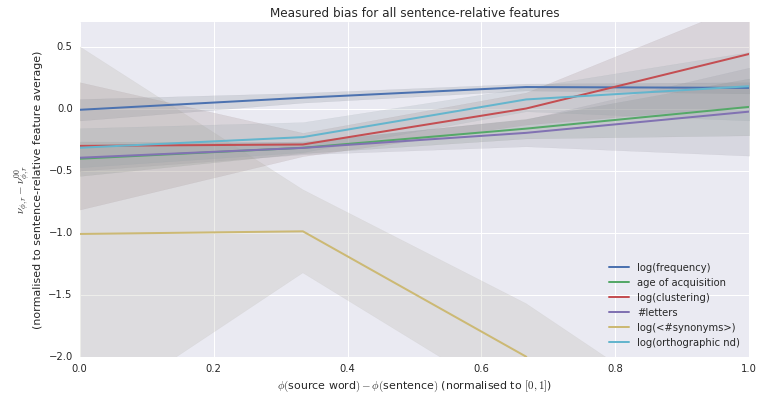 Measured bias for all sentence-relative features
ν_{ϕ,r} − ν^{00}_{ϕ,r}
(normalised to sentence-relative feature average)
0.5
0.0
−0.5
−1.0
−1.5
−2.0
log(frequency)
age of acquisition
log(clustering)
#letters
log(<#synonyms>)
log(orthographic nd)
0.0 0.2 0.4 0.6 0.8 1.0
ϕ(source word) − ϕ(sentence) (normalised to [0, 1])